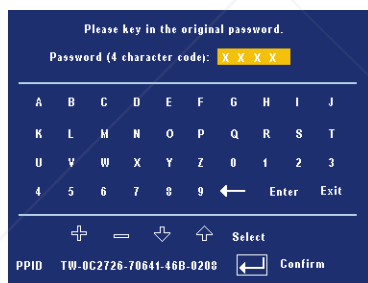 Please key in the original password.
Password (4 character code): X X X X
A B C D E F G H I J
K L M N O P Q R S T
U V W X Y Z 0 1 2 3
4 5 6 7 8 9 ← Enter Exit
Select
PPID TW-0C2726-70641-46B-0208 Confirm